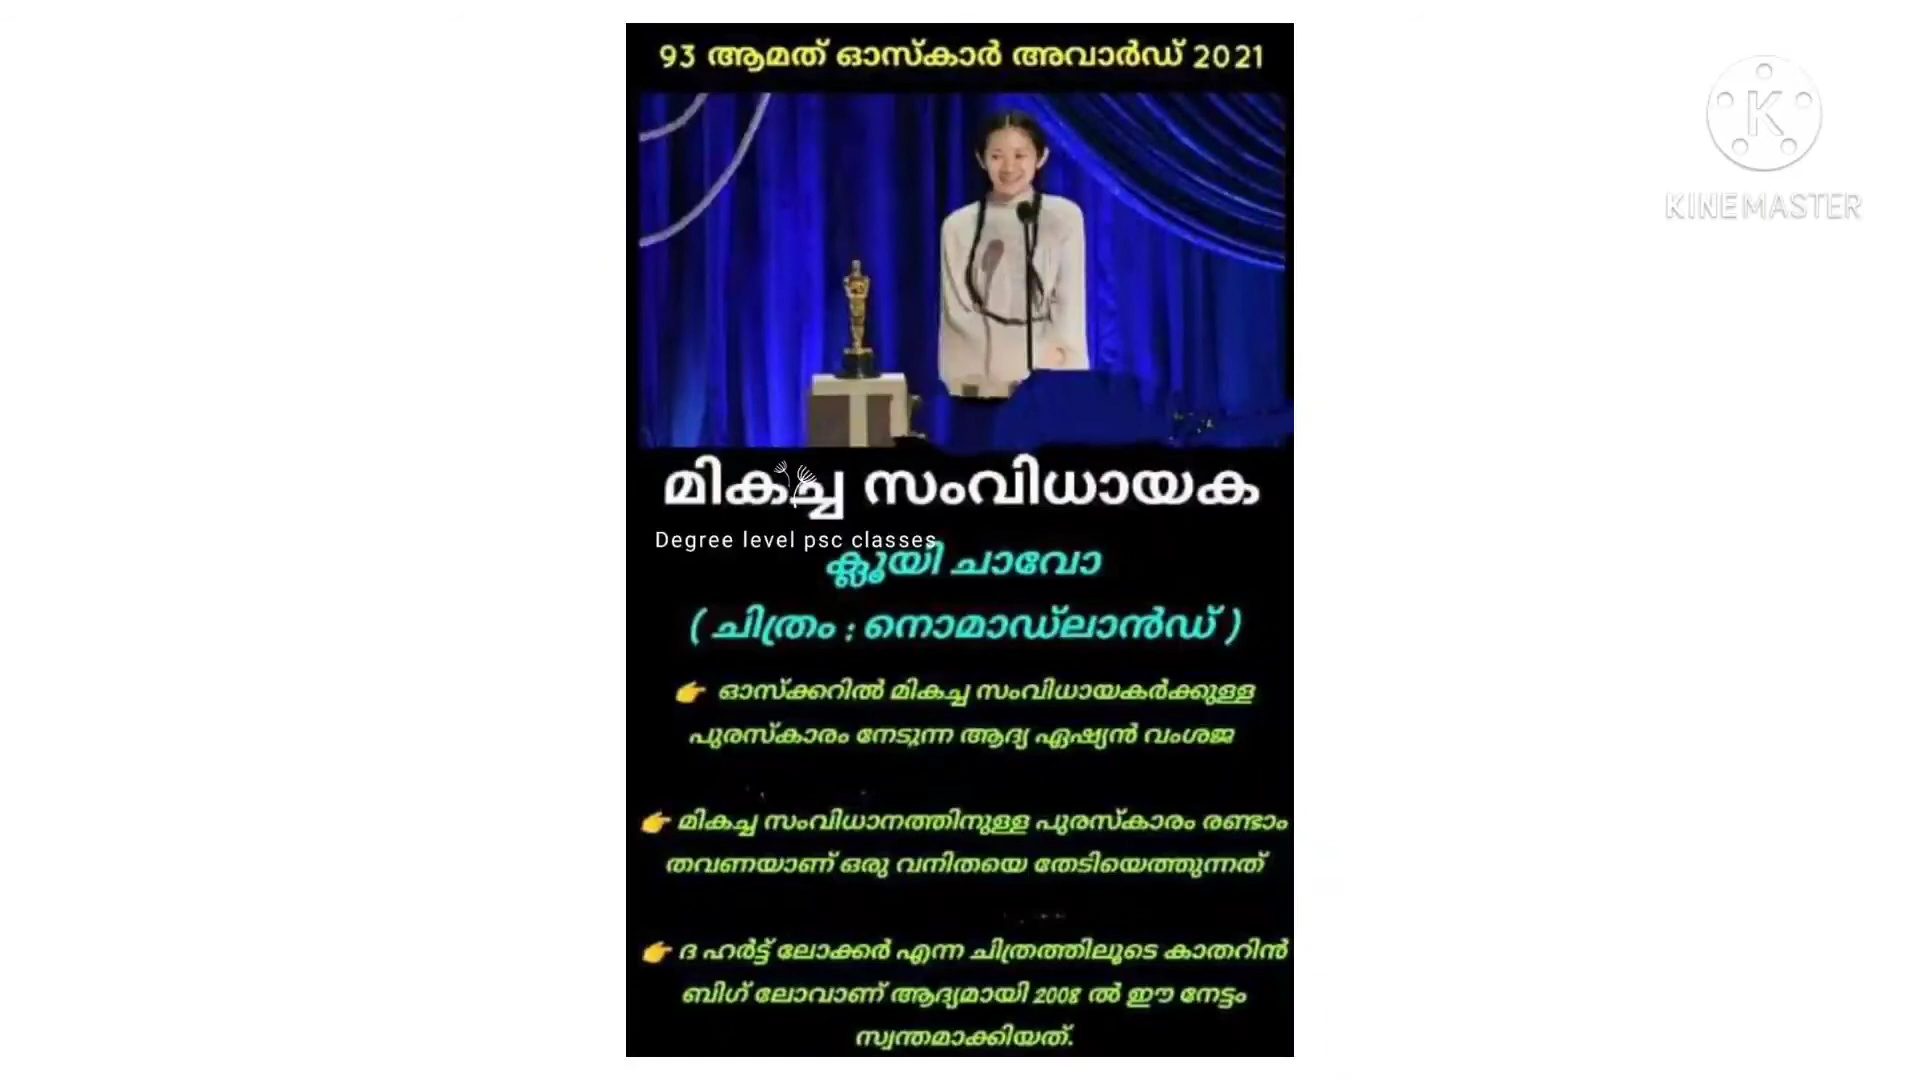 93 ആമത് ഓസ്കാർ അവാർഡ് 2021
KINEMASTER
മികച്ച സംവിധായക
Degree level psc classes
ക്ലൂയി ചാവോ
( ചിത്രം : നൊമാഡ്‌ലാൻഡ് )
👉 ഓസ്ക്കറിൽ മികച്ച സംവിധായകർക്കുള്ള
പുരസ്കാരം നേടുന്ന ആദ്യ ഏഷ്യൻ വംശജ
👉 മികച്ച സംവിധാനത്തിനുള്ള പുരസ്കാരം രണ്ടാം
തവണയാണ് ഒരു വനിതയെ തേടിയെത്തുന്നത്
👉 ദ ഹർട്ട് ലോക്കർ എന്ന ചിത്രത്തിലൂടെ കാതറിൻ
ബിഗ് ലോവാണ് ആദ്യമായി 2008 ൽ ഈ നേട്ടം
സ്വന്തമാക്കിയത്.